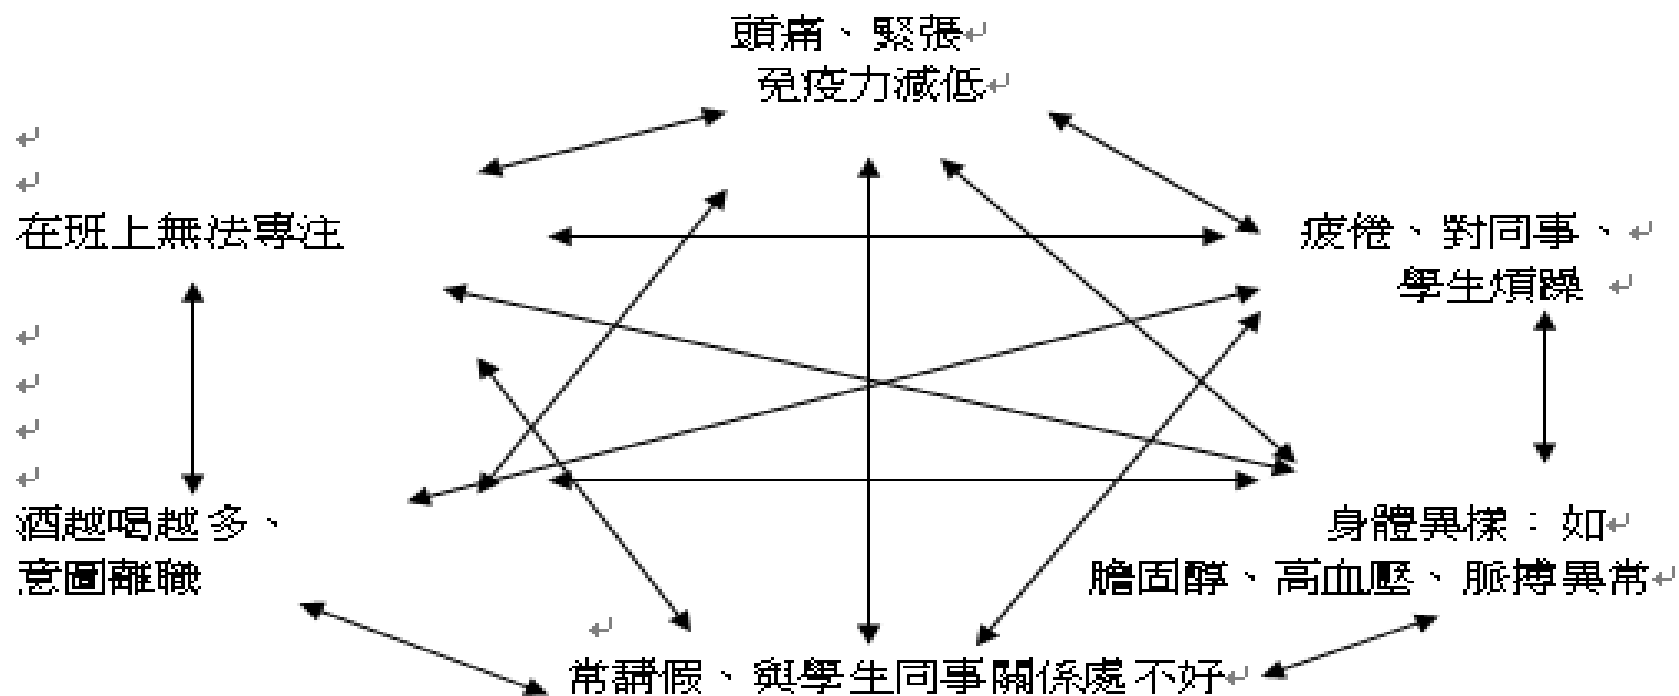 頭痛、緊張
免疫力減低
在班上無法專注
疲倦、對同事、
學生煩躁
酒越喝越多、
意圖離職
身體異樣：如
膽固醇、高血壓、脈搏異常
常請假、與學生同事關係處不好